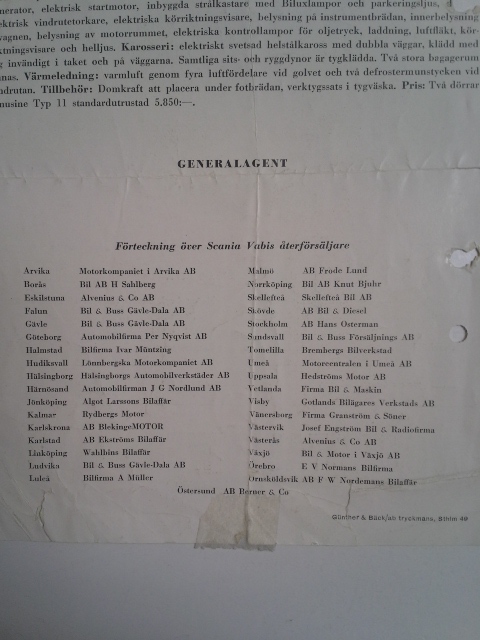 nerator, elektrisk startmotor, inbyggda strålkastare med Biluxlampor och parkeringsljus,
elektrisk vindrutetorkare, elektriska körriktningsvisare, belysning på instrumentbrädan, innerbelysning
vagnen, belysning av motorrummet, elektriska kontrollampor för oljetryck, laddning, luftfläkt, kör-
ktningsvisare och helljus. Karosseri: elektriskt svetsad helstålkaross med dubbla väggar, klädd med
g invändigt i taket och på väggarna. Samtliga sits- och ryggdynor är tygklädda. Två stora bagagerum
nnas. Värmeledning: varmluft genom luftfördelare vid golvet och två defrostermunstycken vid
ndrutan. Tillbehör: Domkraft att placera under fotbrädan, verktygssats i tygväska. Pris: Två dörrar
musine Typ 11 standardutrustad 5.850:—.
GENERALAGENT
Förteckning över Scania Vabis återförsäljare
Arvika Motorkompaniet i Arvika AB
Borås Bil AB H Sahlberg
Eskilstuna Alvenius & Co AB
Falun Bil & Buss Gävle-Dala AB
Gävle Bil & Buss Gävle-Dala AB
Göteborg Automobilfirma Per Nyqvist AB
Halmstad Bilfirma Ivar Müntzing
Hudiksvall Lönnbergska Motorkompaniet AB
Hälsingborg Hälsingborgs Automobilverkstäder AB
Härnösand Automobilfirman J G Nordlund AB
Jönköping Algot Larssons Bilaffär
Kalmar Rydbergs Motor
Karlskrona AB BlekingeMOTOR
Karlstad AB Ekströms Bilaffär
Linköping Wahlbins Bilaffär
Ludvika Bil & Buss Gävle-Dala AB
Luleå Bilfirma A Müller
Malmö AB Frode Lund
Norrköping Bil AB Knut Bjuhr
Skellefteå Skellefteå Bil AB
Skövde AB Bil & Diesel
Stockholm AB Hans Osterman
Sundsvall Bil & Buss Försäljnings AB
Tomelilla Brembergs Bilverkstad
Umeå Motorcentralen i Umeå AB
Uppsala Hedströms Motor AB
Vetlanda Firma Bil & Maskin
Visby Gotlands Bilägares Verkstads AB
Vänersborg Firma Granström & Söner
Västervik Josef Engström Bil & Radiofirma
Västerås Alvenius & Co AB
Växjö Bil & Motor i Växjö AB
Örebro E V Normans Bilfirma
Örnsköldsvik AB F W Nordemans Bilaffär
Östersund AB Berner & Co
Günther & Bäck/ab tryckmans, Sthlm 49